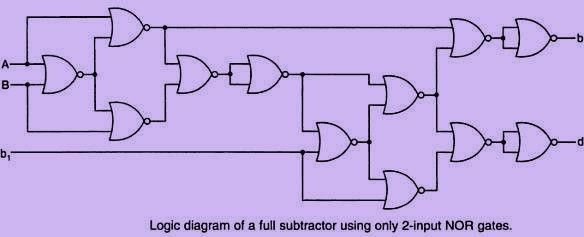 A
B
b₁
b
d
Logic diagram of a full subtractor using only 2-input NOR gates.